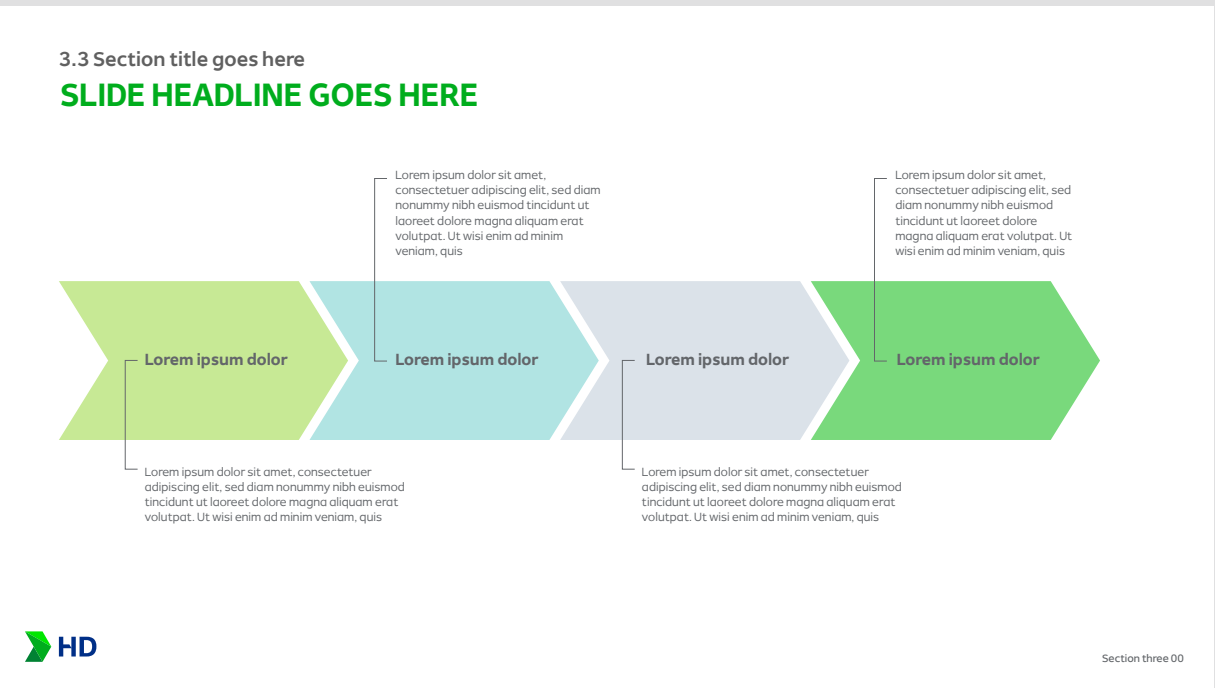 3.3 Section title goes here
SLIDE HEADLINE GOES HERE
Lorem ipsum dolor sit amet,
consectetuer adipiscing elit, sed diam
nonummy nibh euismod tincidunt ut
laoreet dolore magna aliquam erat
volutpat. Ut wisi enim ad minim
veniam, quis
Lorem ipsum dolor sit amet,
consectetuer adipiscing elit, sed
diam nonummy nibh euismod
tincidunt ut laoreet dolore
magna aliquam erat volutpat. Ut
wisi enim ad minim veniam, quis
Lorem ipsum dolor
Lorem ipsum dolor
Lorem ipsum dolor
Lorem ipsum dolor
Lorem ipsum dolor sit amet, consectetuer
adipiscing elit, sed diam nonummy nibh euismod
tincidunt ut laoreet dolore magna aliquam erat
volutpat. Ut wisi enim ad minim veniam, quis
Lorem ipsum dolor sit amet, consectetuer
adipiscing elit, sed diam nonummy nibh euismod
tincidunt ut laoreet dolore magna aliquam erat
volutpat. Ut wisi enim ad minim veniam, quis
HD
Section three 00